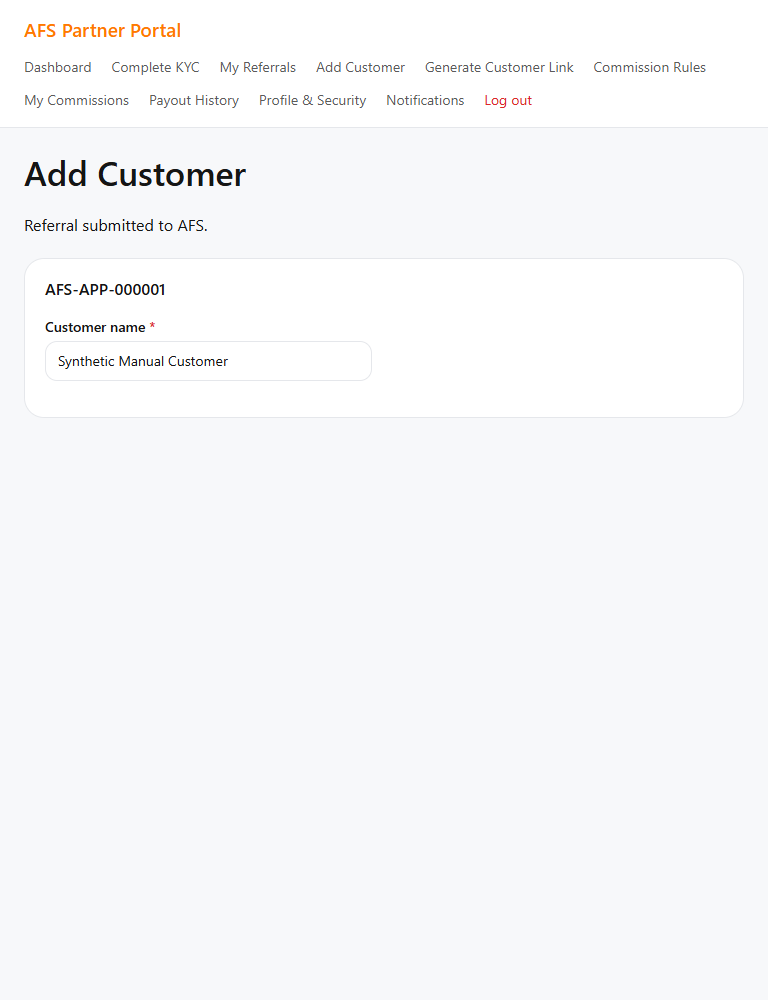 AFS Partner Portal
Dashboard Complete KYC My Referrals Add Customer Generate Customer Link Commission Rules
My Commissions Payout History Profile & Security Notifications Log out
Add Customer
Referral submitted to AFS.
AFS-APP-000001
Customer name *
Synthetic Manual Customer